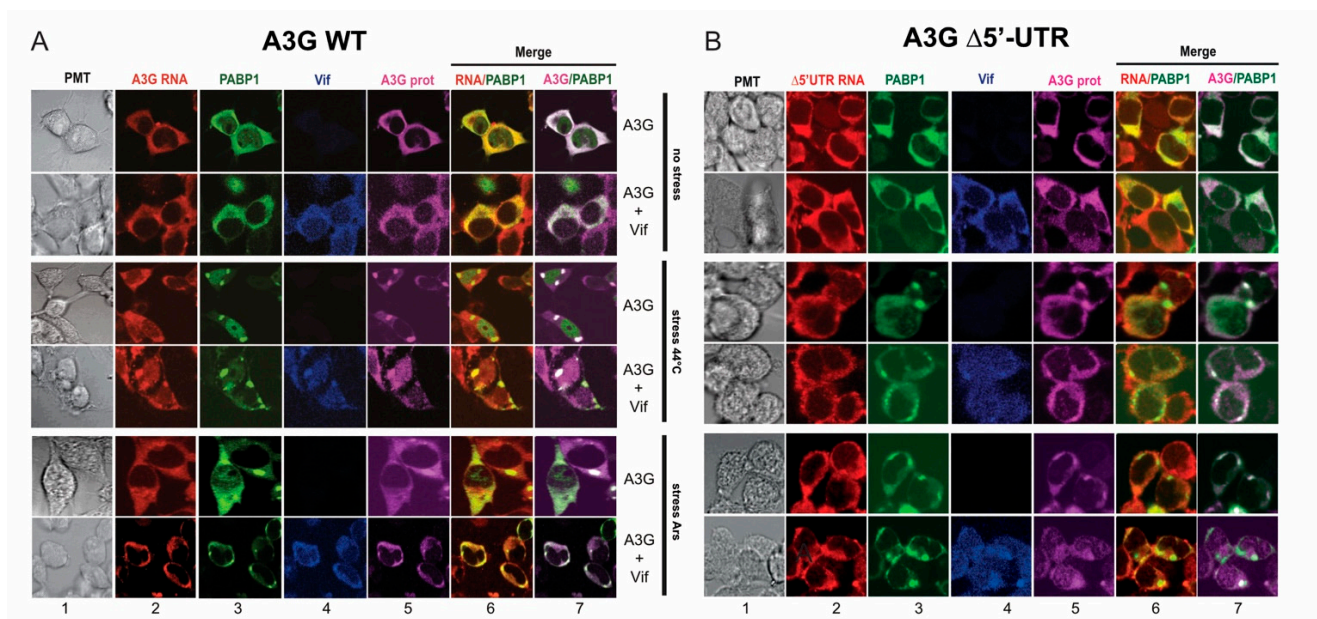 A
A3G WT
Merge
PMT A3G RNA PABP1 Vif A3G prot RNA/PABP1 A3G/PABP1
A3G
A3G
+
Vif
no stress
A3G
A3G
+
Vif
stress 44°C
A3G
A3G
+
Vif
stress Ars
1 2 3 4 5 6 7
B
A3G Δ5'-UTR
Merge
PMT Δ5'UTR RNA PABP1 Vif A3G prot RNA/PABP1 A3G/PABP1
1 2 3 4 5 6 7